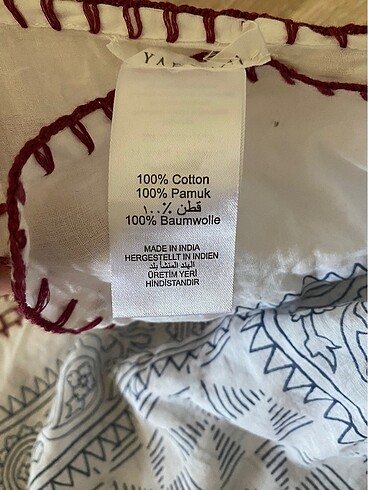 100% Cotton
100% Pamuk
قطن ٪١٠٠
100% Baumwolle
MADE IN INDIA
HERGESTELLT IN INDIEN
ÜRETİM YERİ
HİNDİSTANDIR